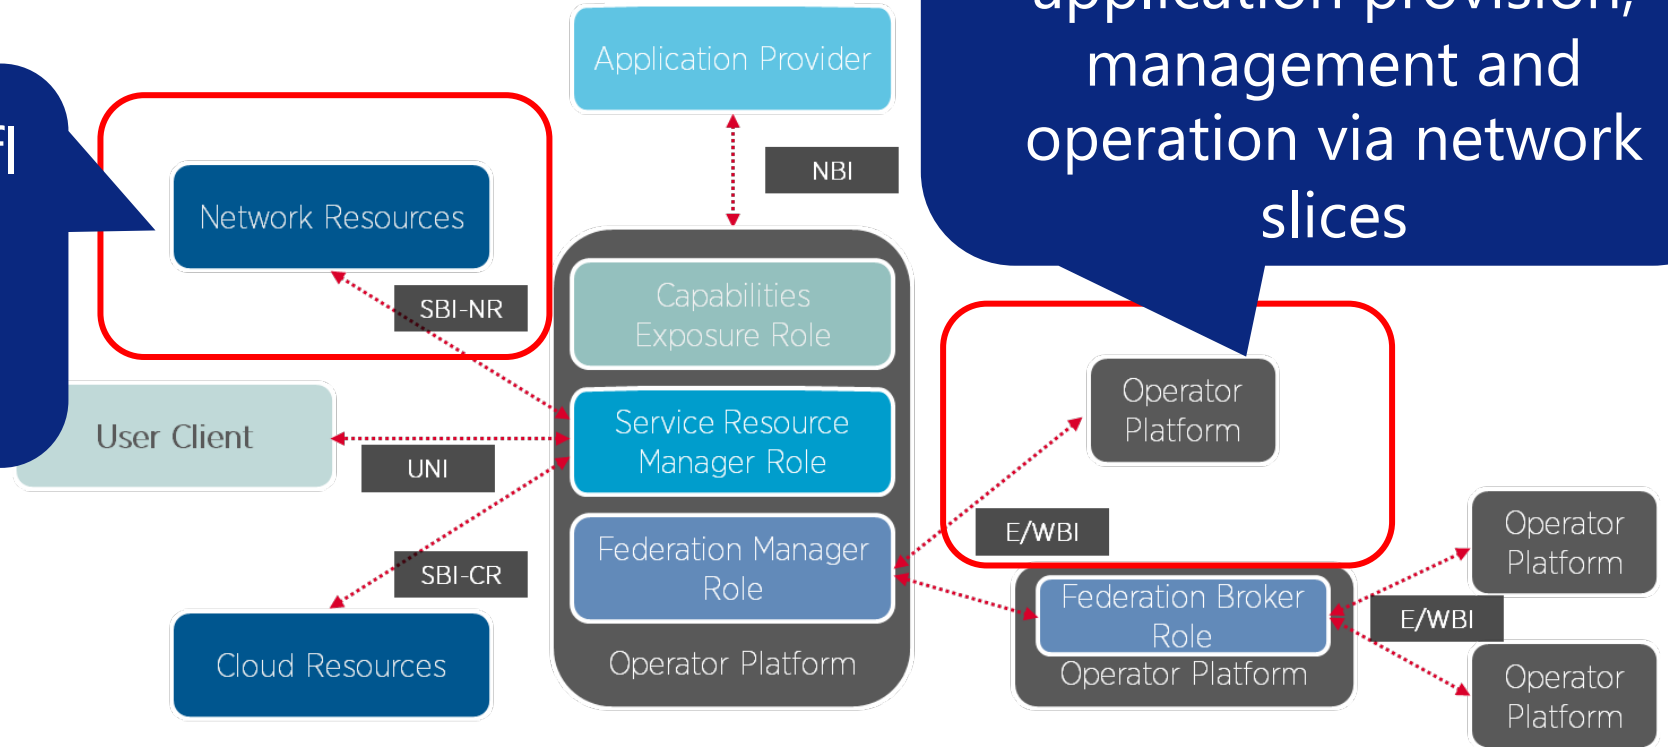 application provision,
management and
operation via network
slices
Application Provider
NBI
Network Resources
SBI-NR
Capabilities
Exposure Role
User Client
UNI
Service Resource
Manager Role
Operator
Platform
E/WBI
SBI-CR
Federation Manager
Role
Cloud Resources
Operator Platform
Federation Broker
Role
Operator Platform
E/WBI
Operator
Platform
Operator
Platform